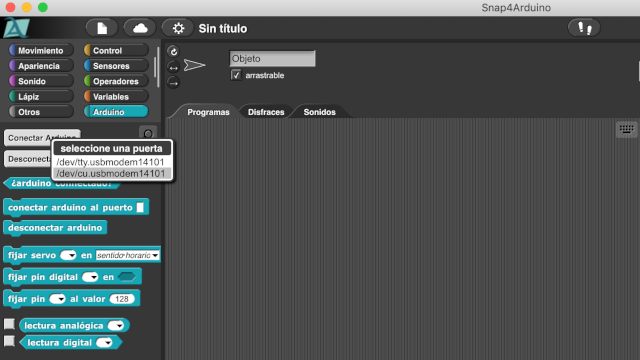 Snap4Arduino
Sin título
Movimiento
Control
Apariencia
Sensores
Sonido
Operadores
Lápiz
Variables
Otros
Arduino
Objeto
arrastrable
Programas
Disfraces
Sonidos
Conectar Arduino
seleccione una puerta
/dev/tty.usbmodem14101
/dev/cu.usbmodem14101
¿arduino conectado?
conectar arduino al puerto
desconectar arduino
fijar servo en sentido-horario
fijar pin digital en
fijar pin al valor 128
lectura analógica
lectura digital